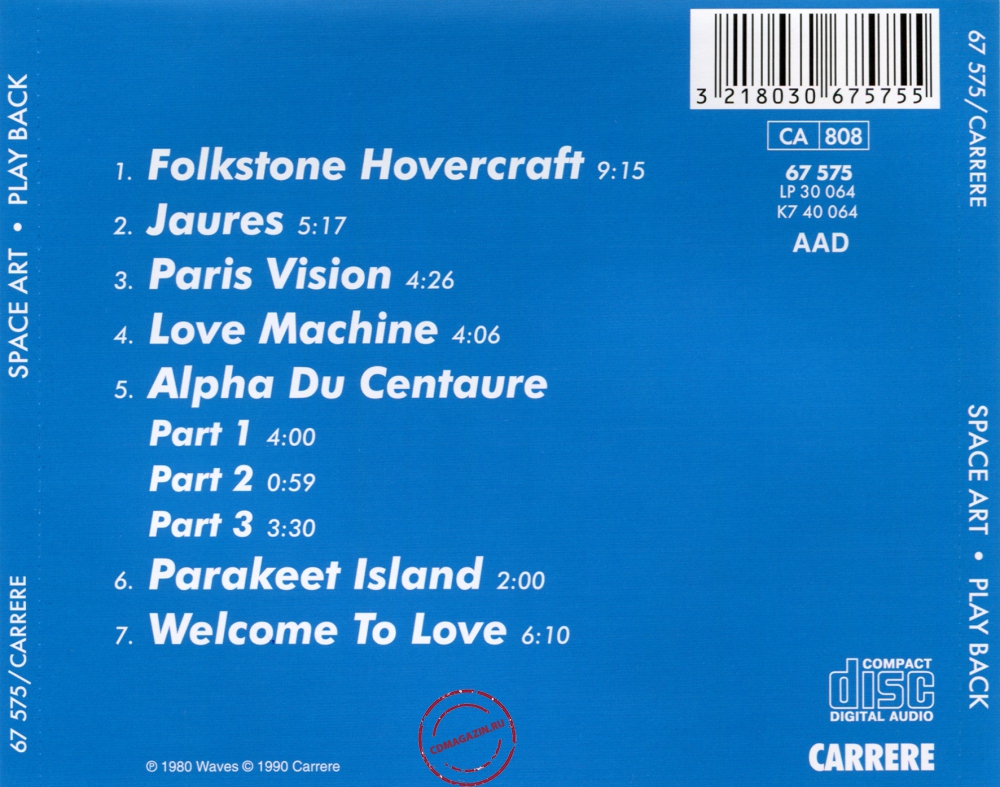 SPACE ART • PLAY BACK
67 575/CARRERE
3 218030 675755
CA 808
67 575
LP 30 064
K7 40 064
AAD
1. Folkstone Hovercraft 9:15
2. Jaures 5:17
3. Paris Vision 4:26
4. Love Machine 4:06
5. Alpha Du Centaure
Part 1 4:00
Part 2 0:59
Part 3 3:30
6. Parakeet Island 2:00
7. Welcome To Love 6:10
℗ 1980 Waves © 1990 Carrere
CDMAGAZIN.RU
COMPACT
disc
DIGITAL AUDIO
CARRERE
67 575/CARRERE
SPACE ART • PLAY BACK